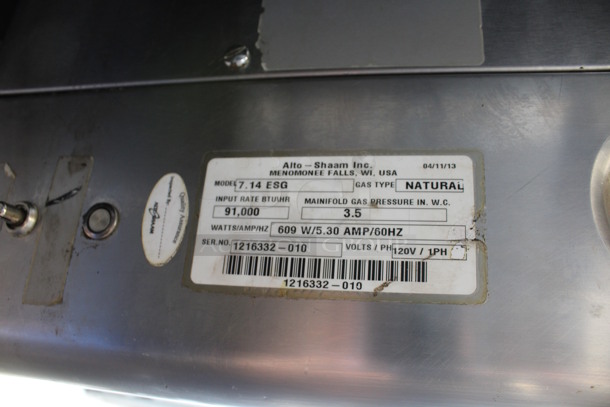 Alto-Shaam Inc. 04/11/13
MENOMONEE FALLS, WI, USA
MODEL 7.14 ESG GAS TYPE NATURAL
INPUT RATE BTU/HR MAINIFOLD GAS PRESSURE IN. W.C.
91,000 3.5
WATTS/AMP/HZ 609 W/5.30 AMP/60HZ
SER.NO. 1216332-010 VOLTS / PH 120V / 1PH
1216332-010
Quality Assurance